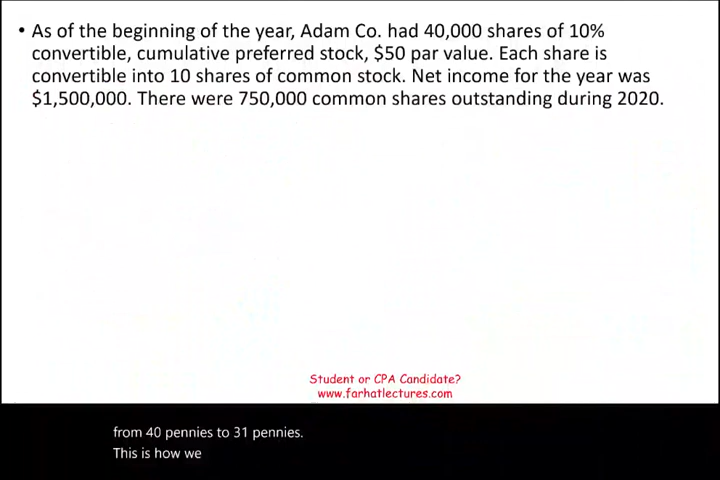 • As of the beginning of the year, Adam Co. had 40,000 shares of 10%
convertible, cumulative preferred stock, $50 par value. Each share is
convertible into 10 shares of common stock. Net income for the year was
$1,500,000. There were 750,000 common shares outstanding during 2020.
Student or CPA Candidate?
www.farhatlectures.com
from 40 pennies to 31 pennies.
This is how we